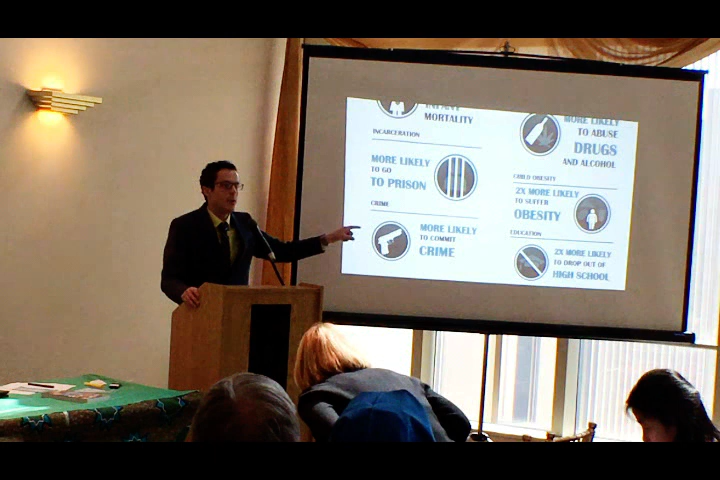 INFANT
MORTALITY
INCARCERATION
MORE LIKELY
TO GO
TO PRISON
CRIME
MORE LIKELY
TO COMMIT
CRIME
MORE LIKELY
TO ABUSE
DRUGS
AND ALCOHOL
CHILD OBESITY
2X MORE LIKELY
TO SUFFER
OBESITY
EDUCATION
2X MORE LIKELY
TO DROP OUT OF
HIGH SCHOOL